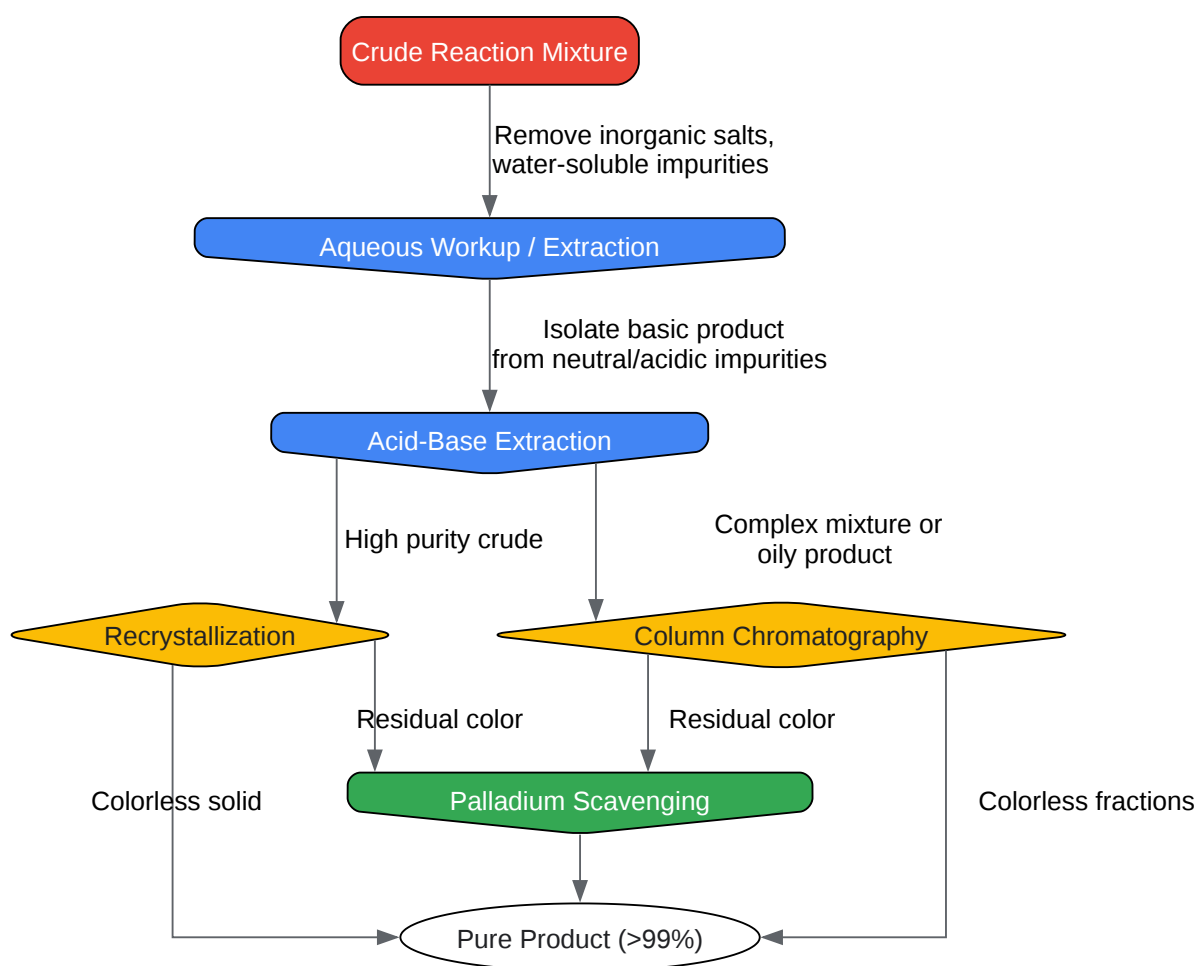 Crude Reaction Mixture
Remove inorganic salts,
water-soluble impurities
Aqueous Workup / Extraction
Isolate basic product
from neutral/acidic impurities
Acid-Base Extraction
High purity crude
Complex mixture or
oily product
Recrystallization
Column Chromatography
Residual color
Residual color
Colorless solid
Palladium Scavenging
Colorless fractions
Pure Product (>99%)